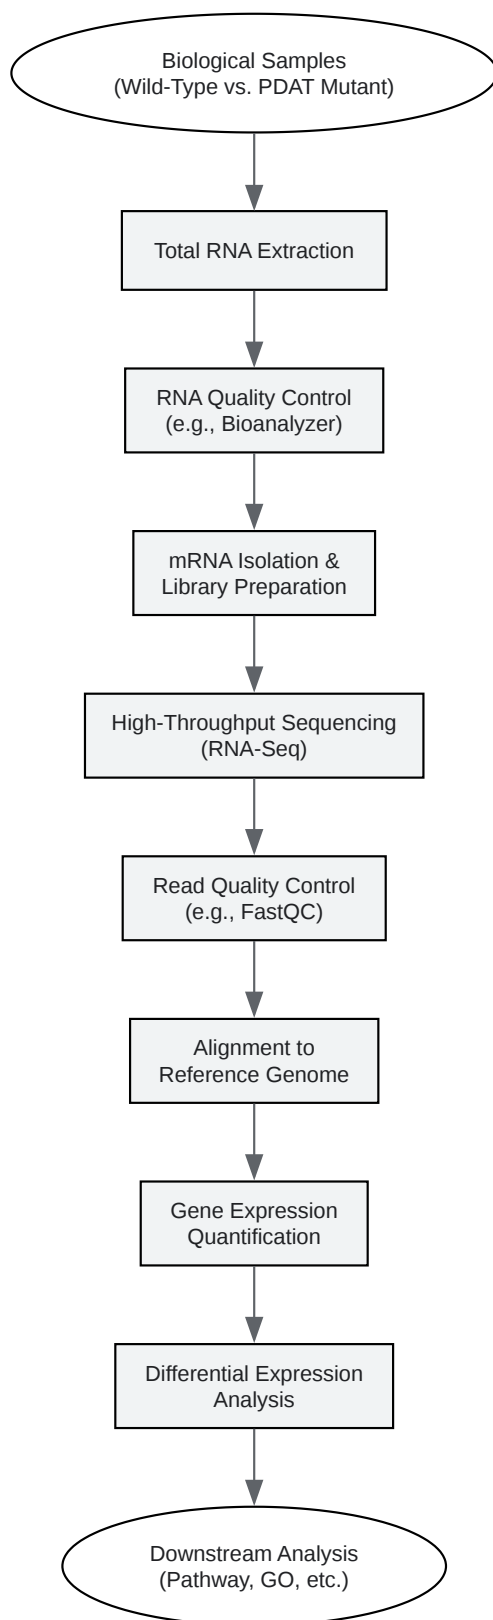 Biological Samples
(Wild-Type vs. PDAT Mutant)
Total RNA Extraction
RNA Quality Control
(e.g., Bioanalyzer)
mRNA Isolation &
Library Preparation
High-Throughput Sequencing
(RNA-Seq)
Read Quality Control
(e.g., FastQC)
Alignment to
Reference Genome
Gene Expression
Quantification
Differential Expression
Analysis
Downstream Analysis
(Pathway, GO, etc.)